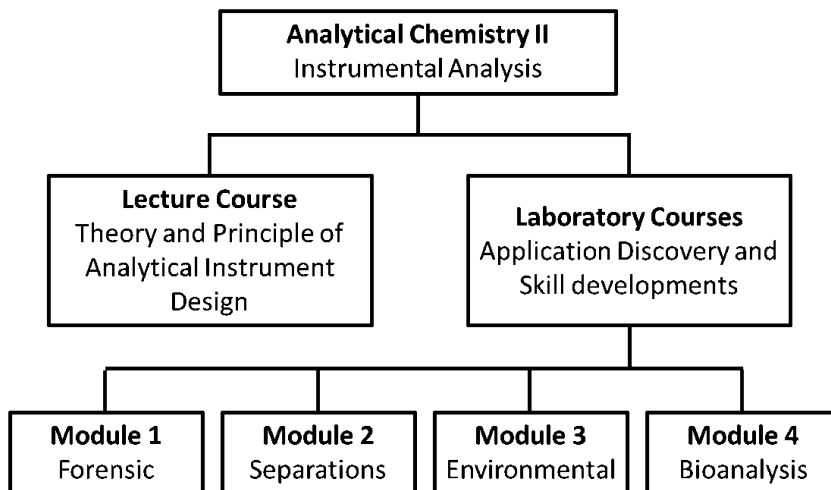 Analytical Chemistry II
Instrumental Analysis
Lecture Course
Theory and Principle of
Analytical Instrument
Design
Laboratory Courses
Application Discovery and
Skill developments
Module 1
Forensic
Module 2
Separations
Module 3
Environmental
Module 4
Bioanalysis